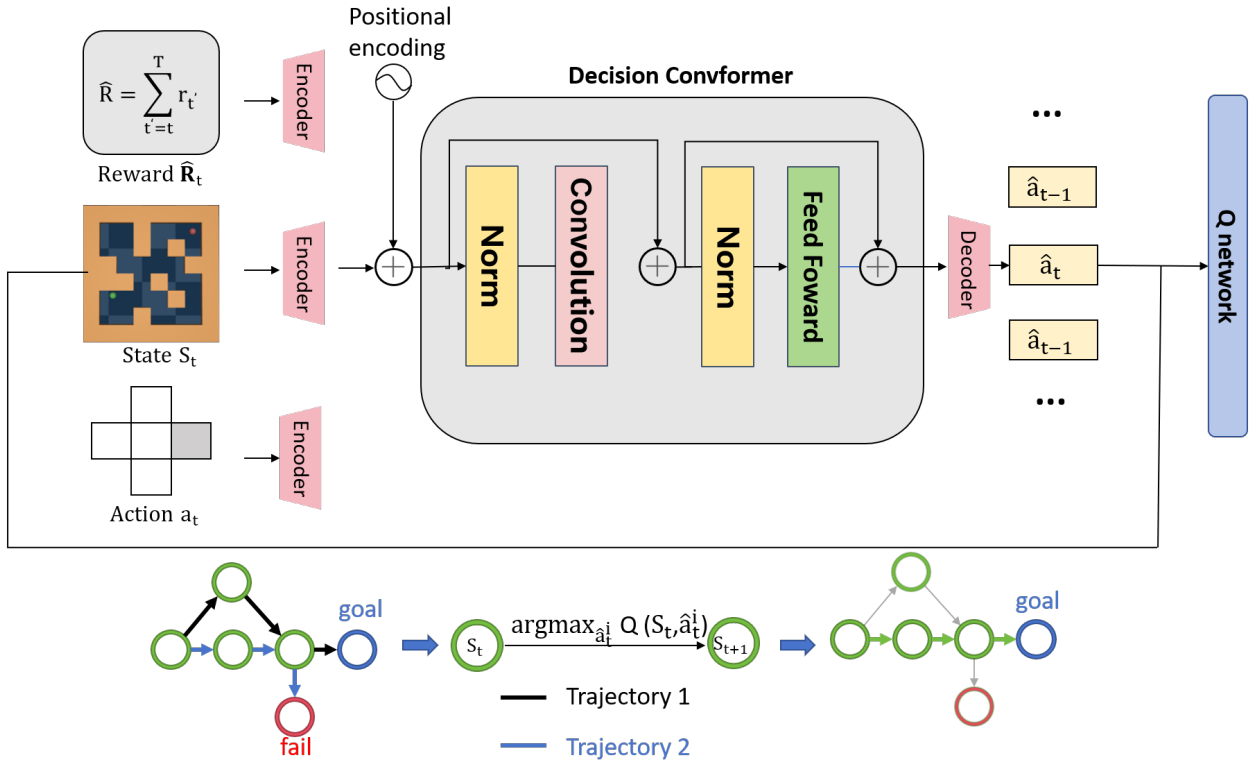 Positional
encoding
Decision Convformer
R̂ = ∑ r_t′
T
t′=t
Encoder
Reward R̂_t
Encoder
State S_t
Encoder
Action a_t
Norm
Convolution
Norm
Feed Foward
Decoder
...
â_{t−1}
â_t
â_{t−1}
...
Q network
goal
fail
S_t
argmax_{â_t^i} Q (S_t,â_t^i)
S_{t+1}
Trajectory 1
Trajectory 2
goal